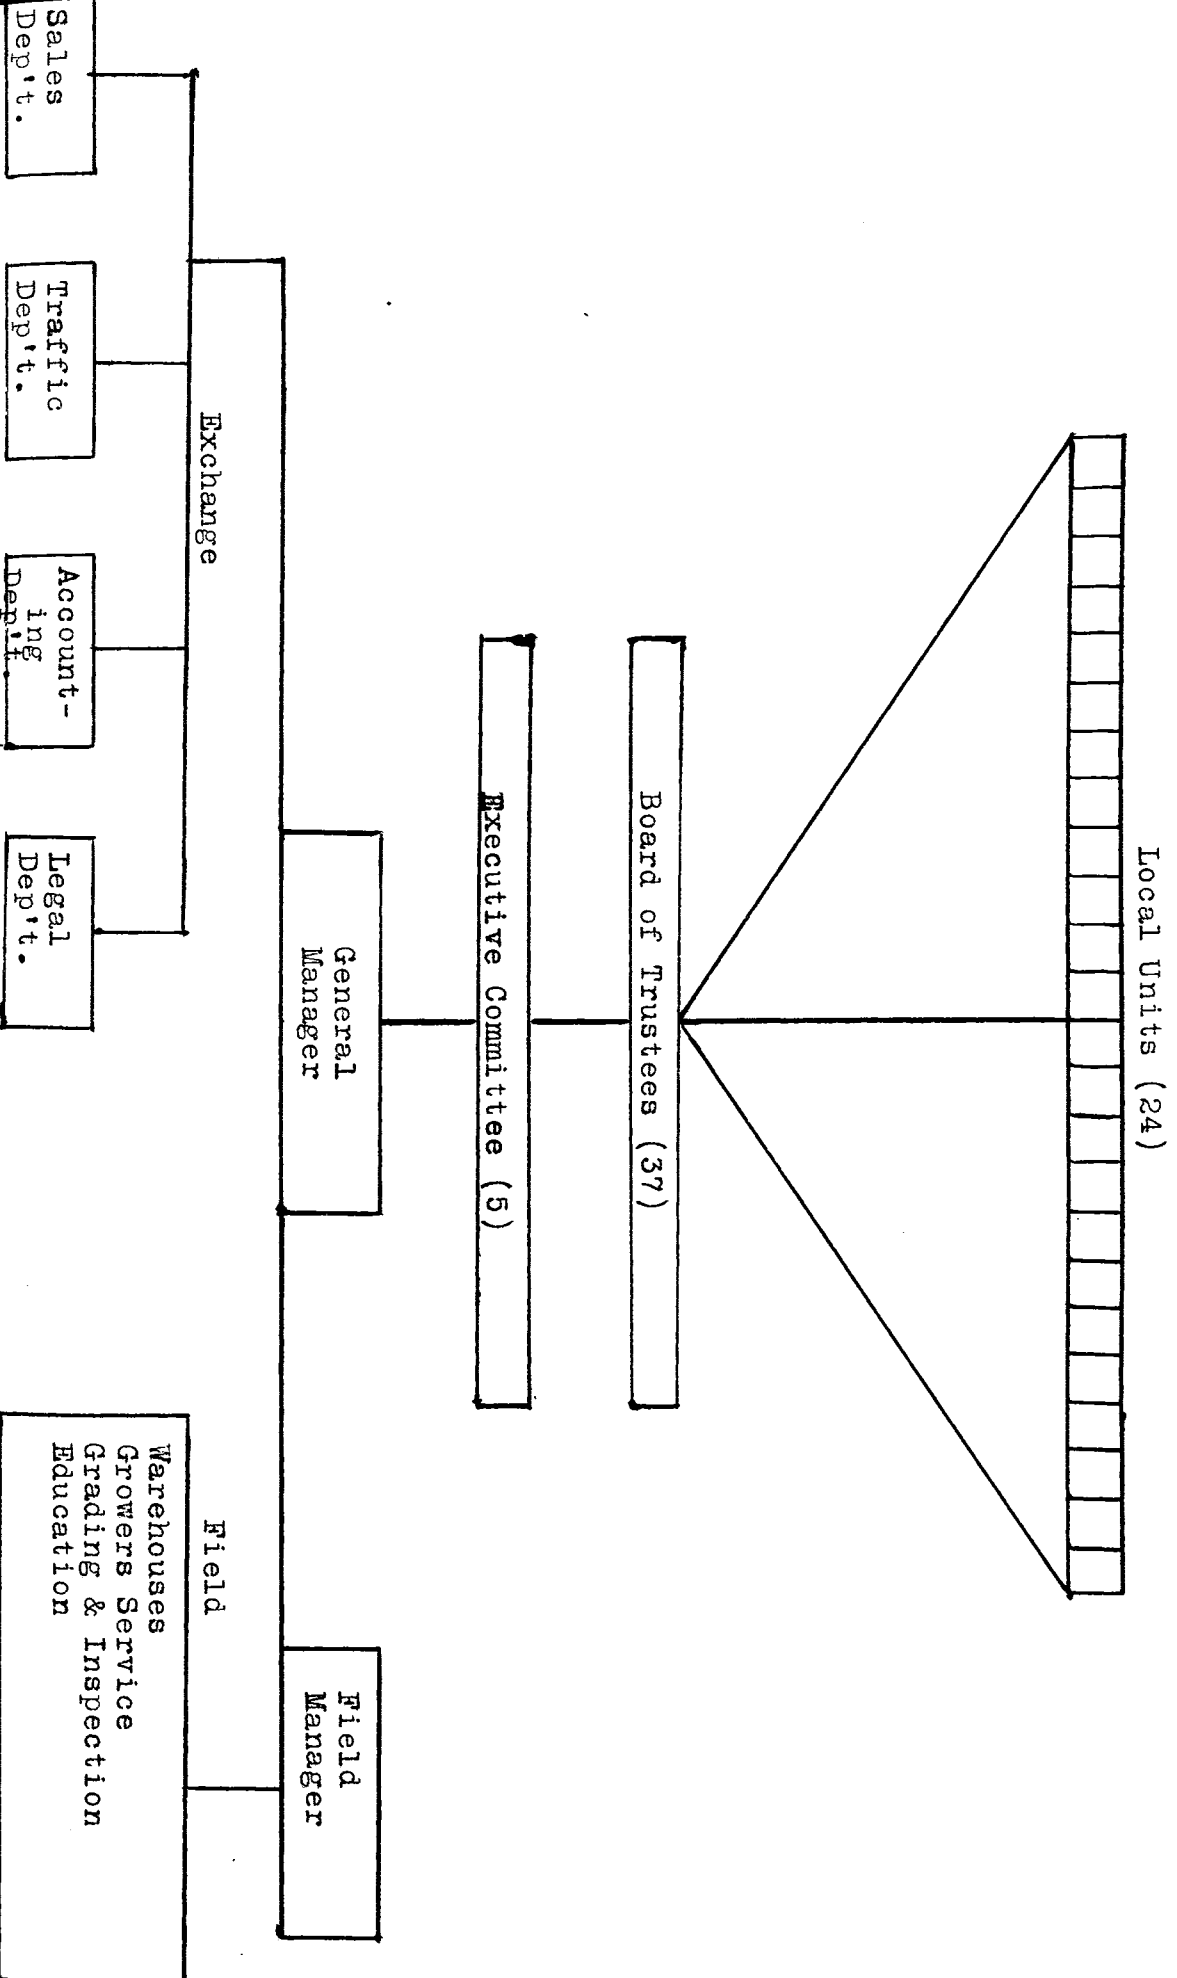 Local Units (24)
Board of Trustees (37)
Executive Committee (5)
General
Manager
Field
Manager
Exchange
Field
Sales
Dep't.
Traffic
Dep't.
Account-
ing
Dep't.
Legal
Dep't.
Warehouses
Growers Service
Grading & Inspection
Education